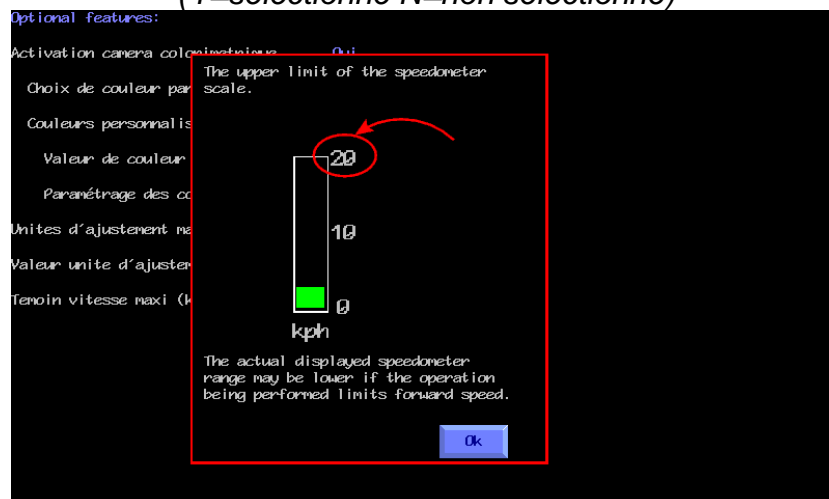 (Y=sélectionné N=non sélectionné)
Optional features:
Activation camera colorimetrique Oui
The upper limit of the speedometer
scale.
Choix de couleur par
Couleurs personnalis
Valeur de couleur
Paramétrage des co
Unites d'ajustement ma
Valeur unite d'ajustem
Temoin vitesse maxi (k
20
10
0
kph
The actual displayed speedometer
range may be lower if the operation
being performed limits forward speed.
Ok